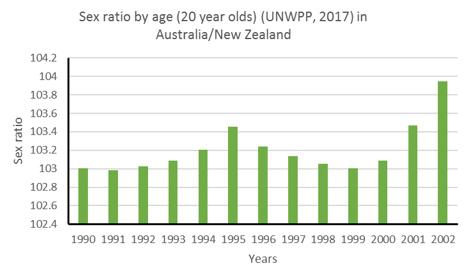 Sex ratio by age (20 year olds) (UNWPP, 2017) in
Australia/New Zealand
104.2
104
103.8
103.6
103.4
103.2
103
102.8
102.6
102.4
Sex ratio
1990 1991 1992 1993 1994 1995 1996 1997 1998 1999 2000 2001 2002
Years